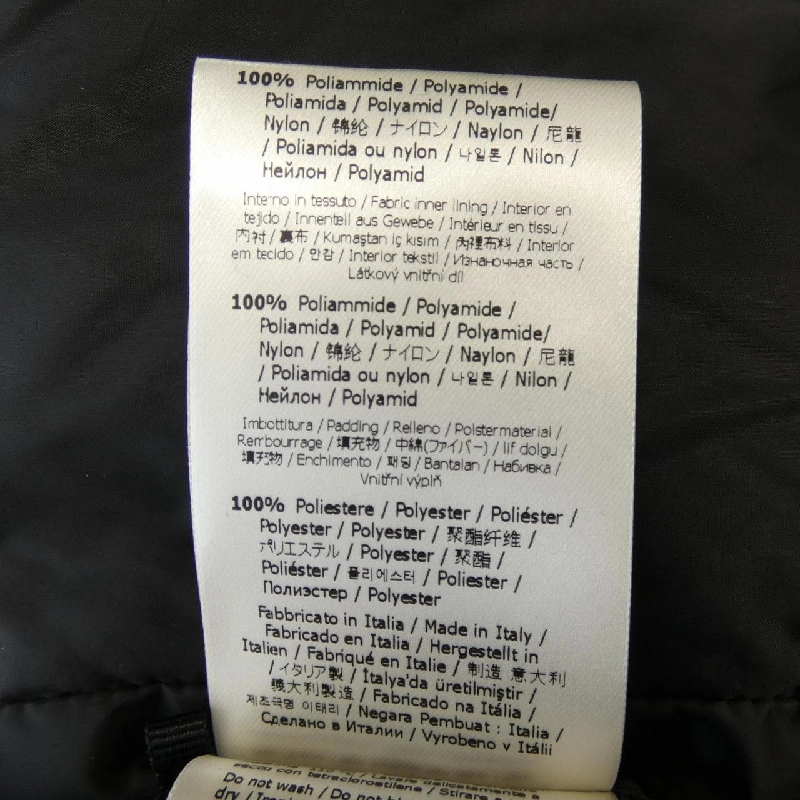 100% Poliammide / Polyamide /
Poliamida / Polyamid / Polyamide/
Nylon / 锦纶 / ナイロン / Naylon / 尼龍
/ Poliamida ou nylon / 나일론 / Nilon /
Нейлон / Polyamid
Interno in tessuto / Fabric inner lining / Interior en
tejido / Innenteil aus Gewebe / Intérieur en tissu /
内衬 / 裏布 / Kumaştan iç kısım / 內裡布料 / Interior
em tecido / 안감 / Interior tekstil / Изнаночная часть /
Látkový vnitřní díl
100% Poliammide / Polyamide /
Poliamida / Polyamid / Polyamide/
Nylon / 锦纶 / ナイロン / Naylon / 尼龍
/ Poliamida ou nylon / 나일론 / Nilon /
Нейлон / Polyamid
Imbottitura / Padding / Relleno / Polstermaterial /
Rembourrage / 填充物 / 中綿(ファイバー) / lif dolgu /
填充物 / Enchimento / 패딩 / Bantalan / Набивка /
Vnitřní výplň
100% Poliestere / Polyester / Poliéster /
Polyester / Polyester / 聚酯纤维 /
ポリエステル / Polyester / 聚酯 /
Poliéster / 폴리에스터 / Poliester /
Полиэстер / Polyester
Fabbricato in Italia / Made in Italy /
Fabricado en Italia / Hergestellt in
Italien / Fabriqué en Italie / 制造 意大利
/ イタリア製 / İtalya'da üretilmiştir /
義大利製造 / Fabricado na Itália /
제조국명 이태리 / Negara Pembuat : Italia /
Сделано в Италии / Vyrobeno v Itálii
secco con tetracloroetilene / Stirare
Do not wash / Do not
dry /